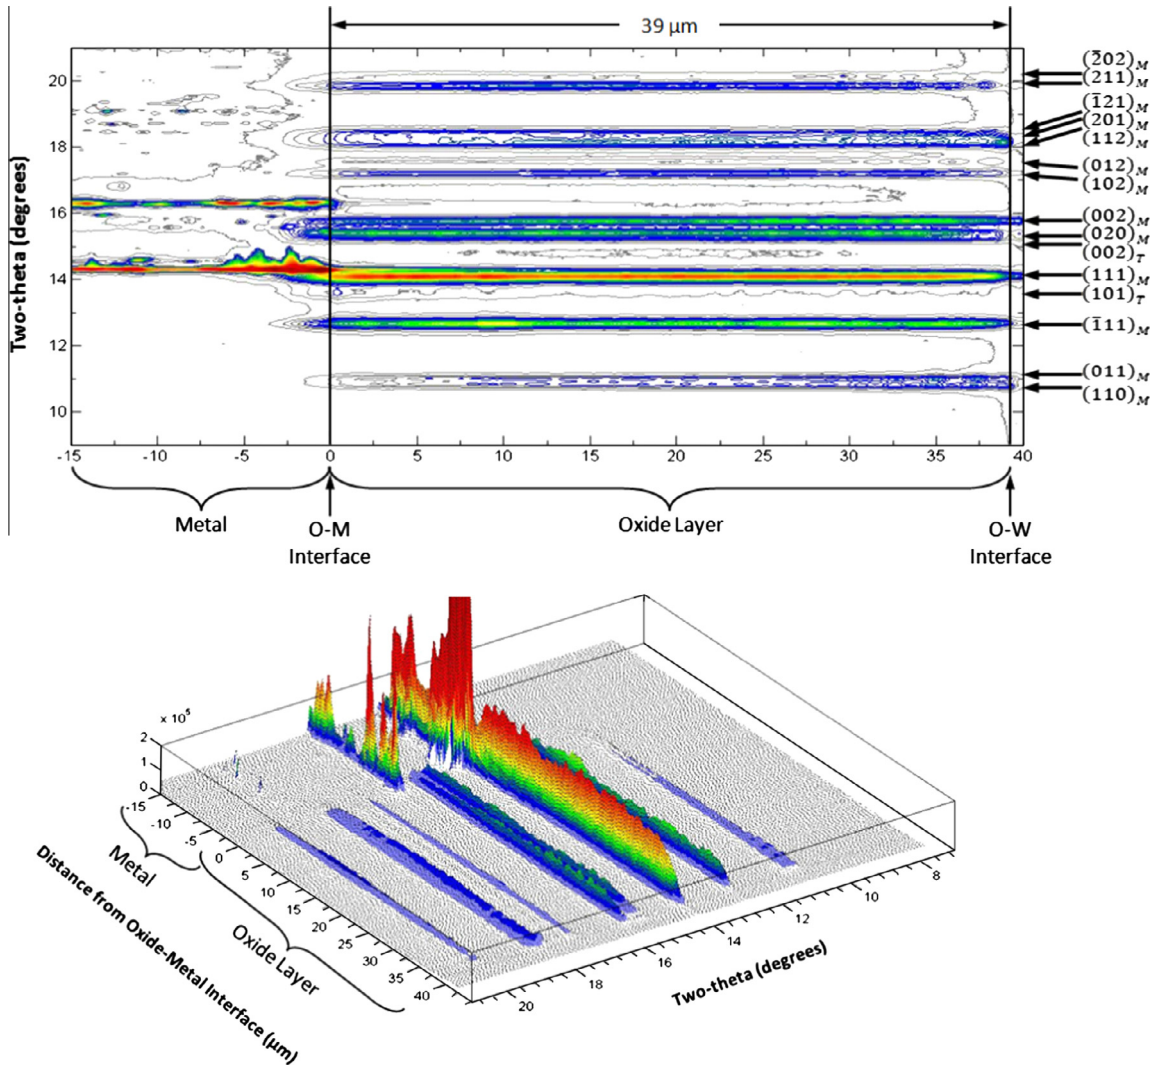 39 µm
Two-theta (degrees)
20
18
16
14
12
10
(2̅02)M
(211)M
(1̅21)M
(201)M
(112)M
(012)M
(102)M
(002)M
(020)M
(002)T
(111)M
(101)T
(1̅11)M
(011)M
(110)M
-15 -10 -5 0 5 10 15 20 25 30 35 40
Metal
O-M
Interface
Oxide Layer
O-W
Interface
x 10⁵
2
1
0
-15
-10
-5
0
5
10
15
20
25
30
35
40
Metal
Oxide Layer
Distance from Oxide-Metal Interface (µm)
20
18
16
14
12
10
8
Two-theta (degrees)